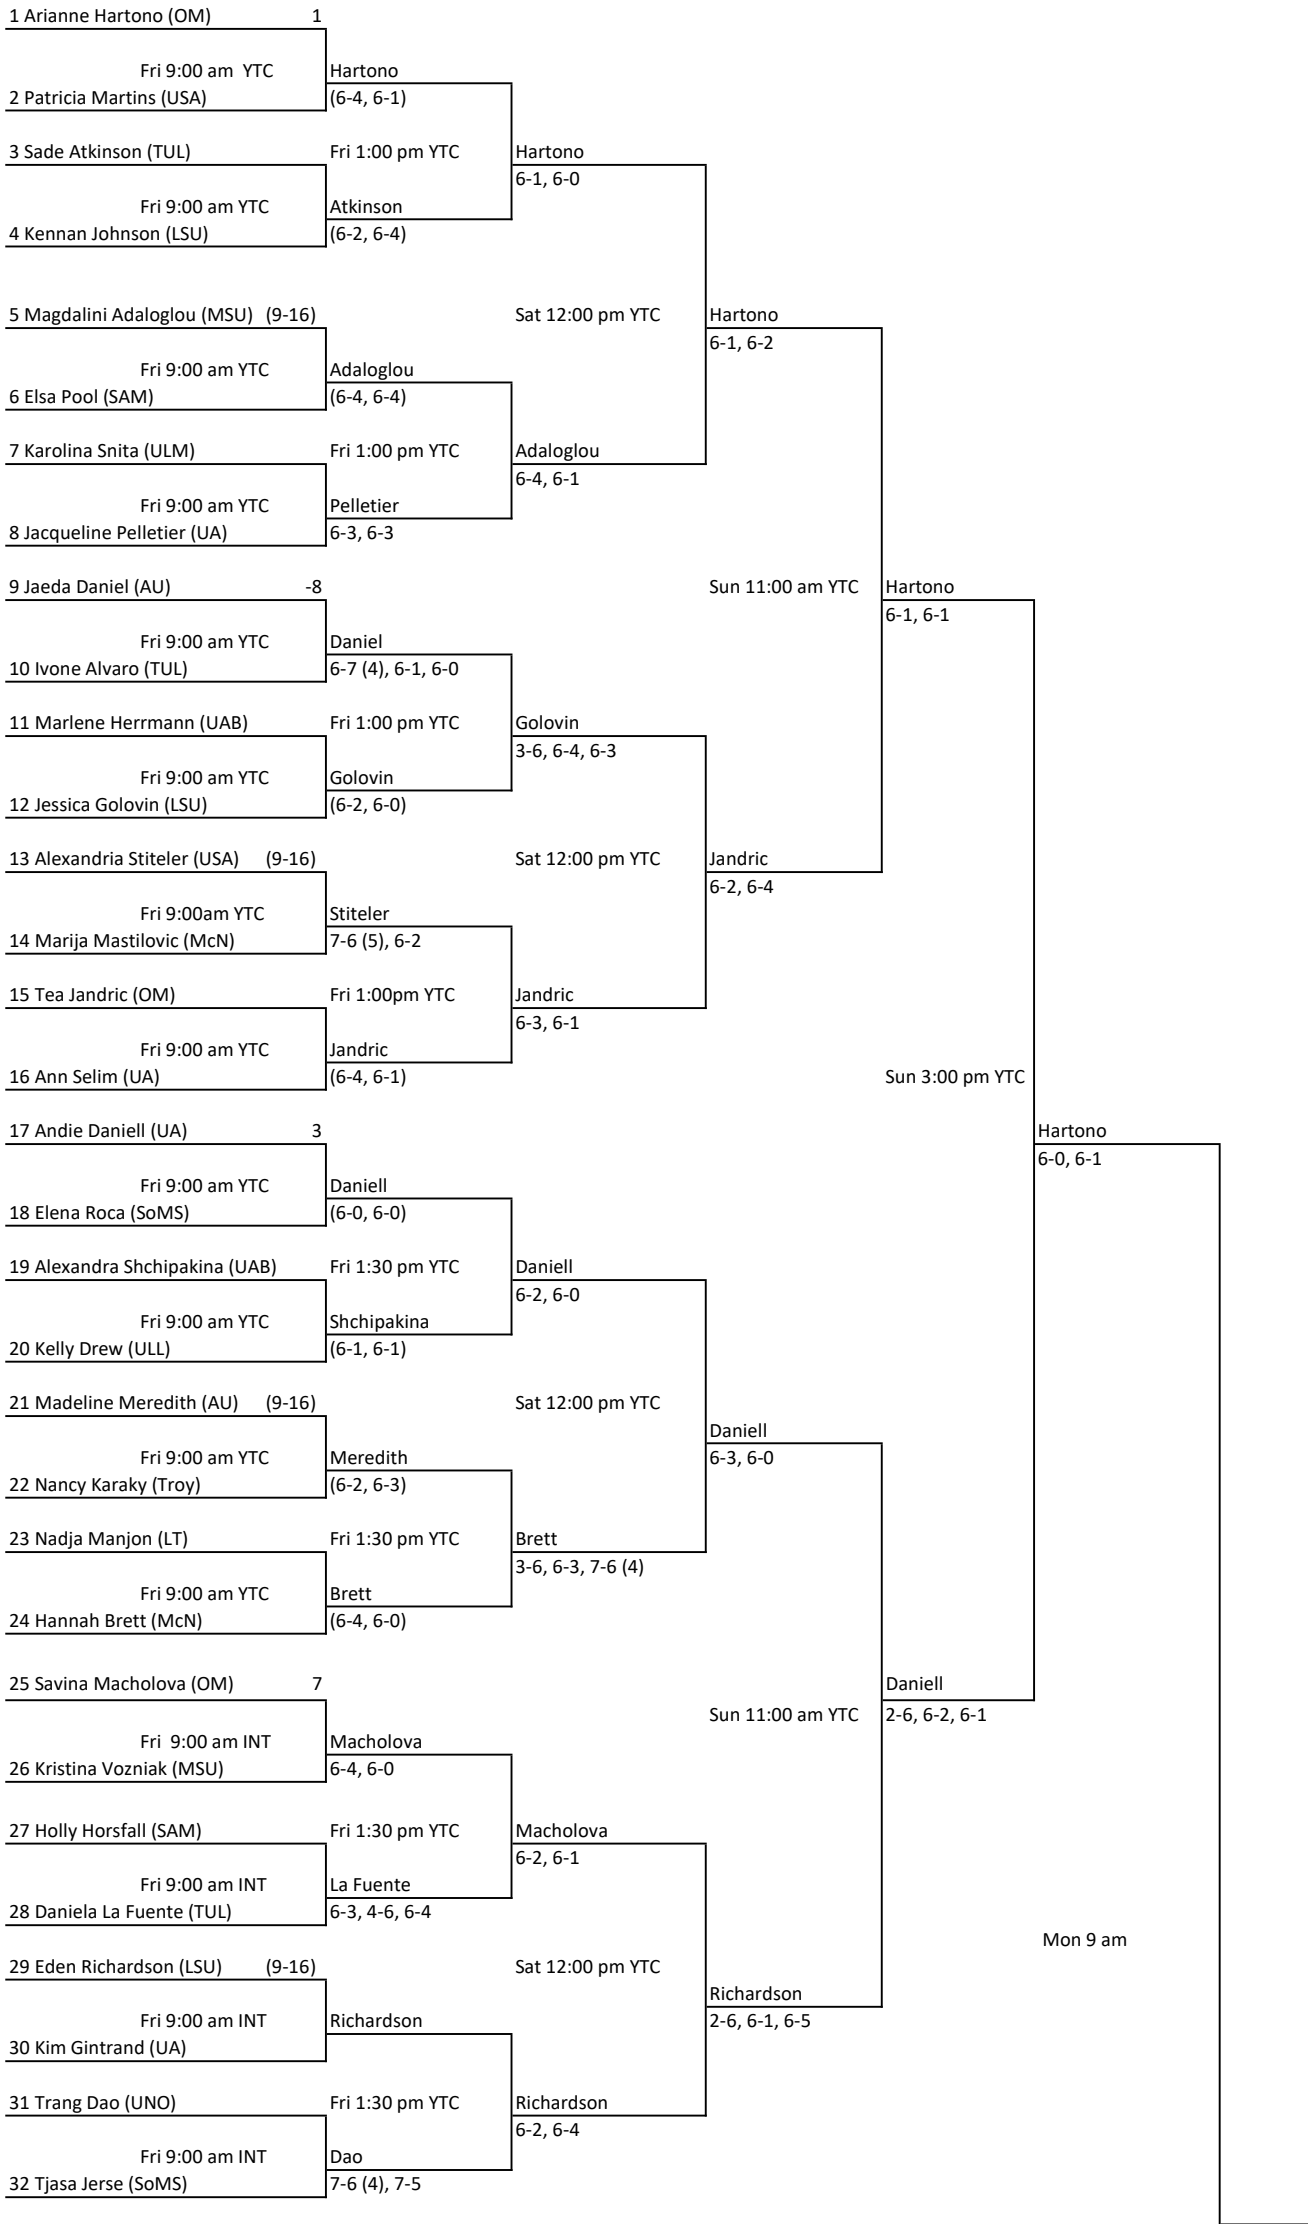 1 Arianne Hartono (OM) 1
Fri 9:00 am YTC Hartono
2 Patricia Martins (USA) (6-4, 6-1)
3 Sade Atkinson (TUL) Fri 1:00 pm YTC Hartono
6-1, 6-0
Fri 9:00 am YTC Atkinson
4 Kennan Johnson (LSU) (6-2, 6-4)
5 Magdalini Adaloglou (MSU) (9-16) Sat 12:00 pm YTC Hartono
6-1, 6-2
Fri 9:00 am YTC Adaloglou
6 Elsa Pool (SAM) (6-4, 6-4)
7 Karolina Snita (ULM) Fri 1:00 pm YTC Adaloglou
6-4, 6-1
Fri 9:00 am YTC Pelletier
8 Jacqueline Pelletier (UA) 6-3, 6-3
9 Jaeda Daniel (AU) -8 Sun 11:00 am YTC Hartono
6-1, 6-1
Fri 9:00 am YTC Daniel
10 Ivone Alvaro (TUL) 6-7 (4), 6-1, 6-0
11 Marlene Herrmann (UAB) Fri 1:00 pm YTC Golovin
3-6, 6-4, 6-3
Fri 9:00 am YTC Golovin
12 Jessica Golovin (LSU) (6-2, 6-0)
13 Alexandria Stiteler (USA) (9-16) Sat 12:00 pm YTC Jandric
6-2, 6-4
Fri 9:00am YTC Stiteler
14 Marija Mastilovic (McN) 7-6 (5), 6-2
15 Tea Jandric (OM) Fri 1:00pm YTC Jandric
6-3, 6-1
Fri 9:00 am YTC Jandric
16 Ann Selim (UA) (6-4, 6-1) Sun 3:00 pm YTC
17 Andie Daniell (UA) 3 Hartono
6-0, 6-1
Fri 9:00 am YTC Daniell
18 Elena Roca (SoMS) (6-0, 6-0)
19 Alexandra Shchipakina (UAB) Fri 1:30 pm YTC Daniell
6-2, 6-0
Fri 9:00 am YTC Shchipakina
20 Kelly Drew (ULL) (6-1, 6-1)
21 Madeline Meredith (AU) (9-16) Sat 12:00 pm YTC
Daniell
Fri 9:00 am YTC Meredith 6-3, 6-0
22 Nancy Karaky (Troy) (6-2, 6-3)
23 Nadja Manjon (LT) Fri 1:30 pm YTC Brett
3-6, 6-3, 7-6 (4)
Fri 9:00 am YTC Brett
24 Hannah Brett (McN) (6-4, 6-0)
25 Savina Macholova (OM) 7 Daniell
Sun 11:00 am YTC 2-6, 6-2, 6-1
Fri 9:00 am INT Macholova
26 Kristina Vozniak (MSU) 6-4, 6-0
27 Holly Horsfall (SAM) Fri 1:30 pm YTC Macholova
6-2, 6-1
Fri 9:00 am INT La Fuente
28 Daniela La Fuente (TUL) 6-3, 4-6, 6-4
Mon 9 am
29 Eden Richardson (LSU) (9-16) Sat 12:00 pm YTC
Richardson
Fri 9:00 am INT Richardson 2-6, 6-1, 6-5
30 Kim Gintrand (UA)
31 Trang Dao (UNO) Fri 1:30 pm YTC Richardson
6-2, 6-4
Fri 9:00 am INT Dao
32 Tjasa Jerse (SoMS) 7-6 (4), 7-5